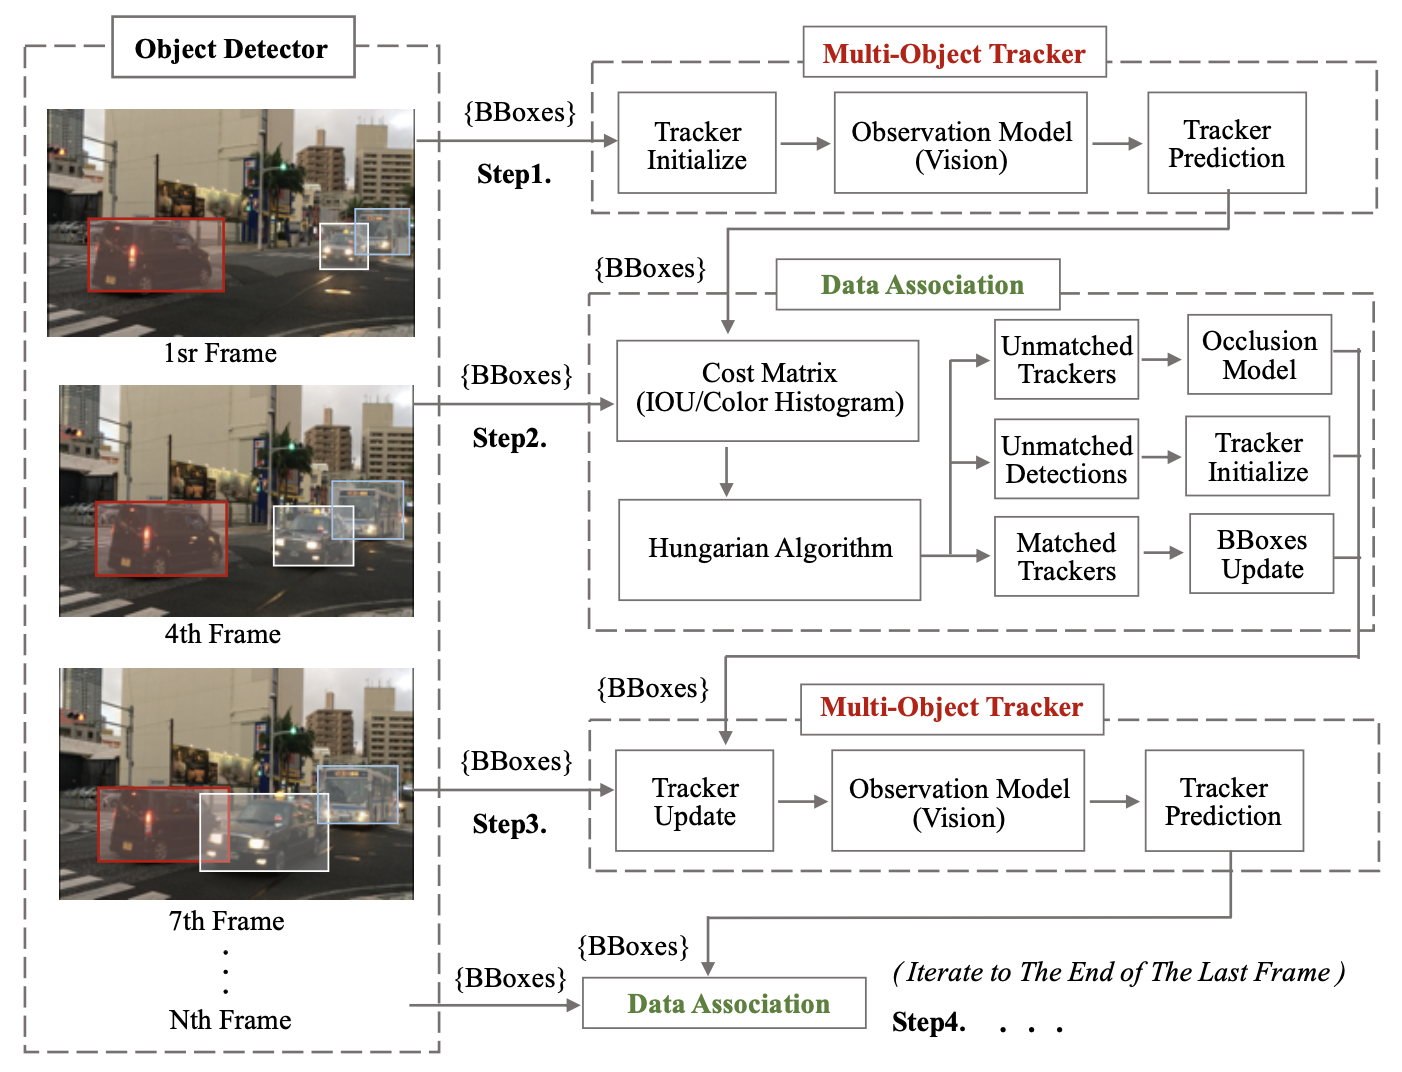 Object Detector
1sr Frame
4th Frame
7th Frame
.
.
.
Nth Frame
{BBoxes}
Step1.
Multi-Object Tracker
Tracker
Initialize
Observation Model
(Vision)
Tracker
Prediction
{BBoxes}
{BBoxes}
Step2.
Data Association
Cost Matrix
(IOU/Color Histogram)
Hungarian Algorithm
Unmatched
Trackers
Occlusion
Model
Unmatched
Detections
Tracker
Initialize
Matched
Trackers
BBoxes
Update
{BBoxes}
{BBoxes}
Step3.
Multi-Object Tracker
Tracker
Update
Observation Model
(Vision)
Tracker
Prediction
{BBoxes}
{BBoxes}
Data Association
( Iterate to The End of The Last Frame )
Step4. . . .